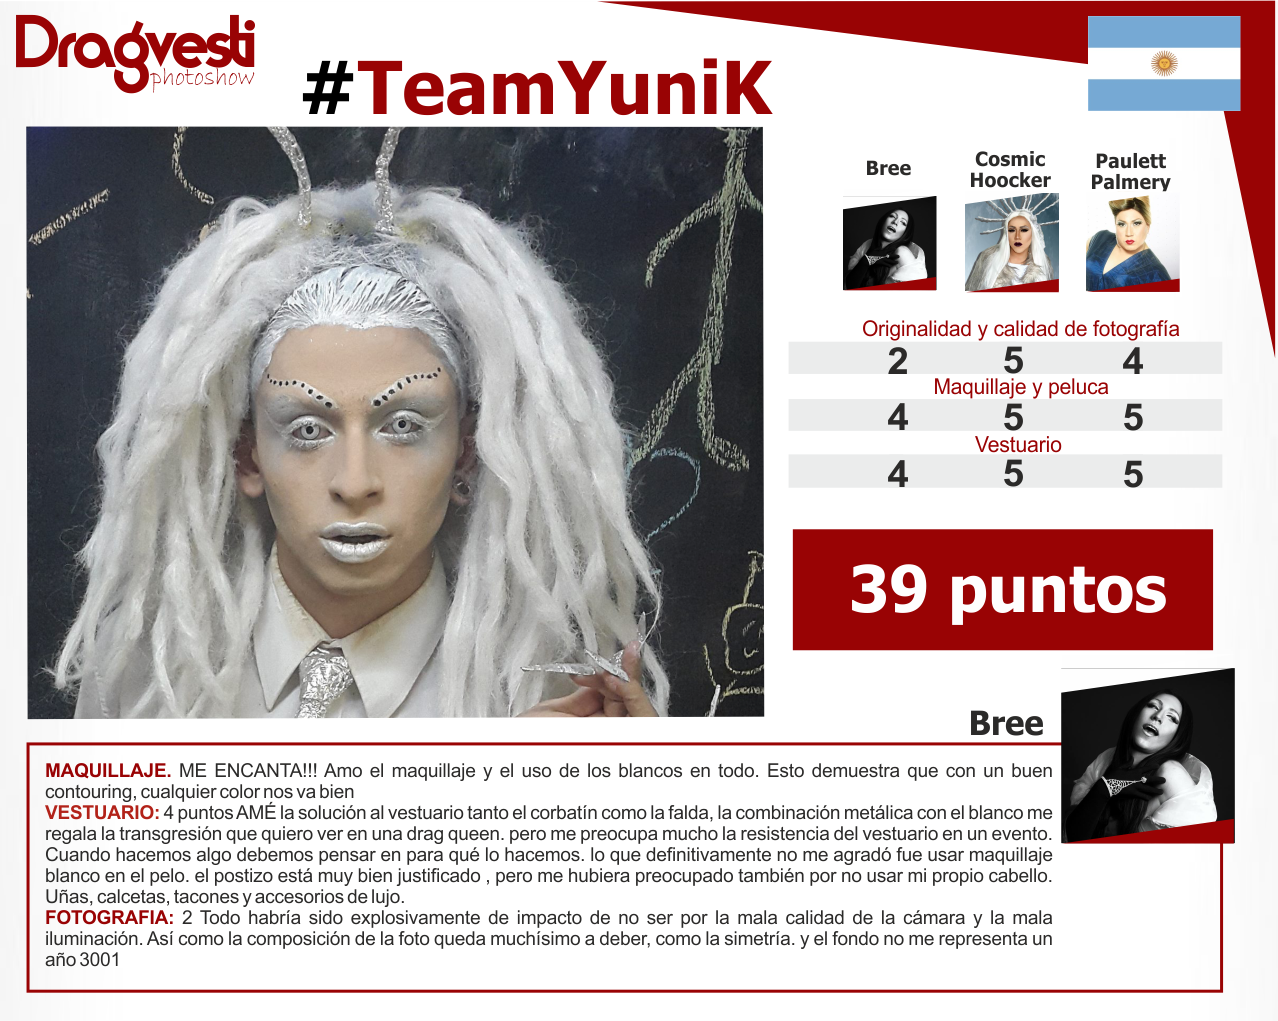 Dragvesti
photoshow
#TeamYuniK
Bree
Cosmic
Hoocker
Paulett
Palmery
Originalidad y calidad de fotografía
2 5 4
Maquillaje y peluca
4 5 5
Vestuario
4 5 5
39 puntos
Bree
MAQUILLAJE. ME ENCANTA!!! Amo el maquillaje y el uso de los blancos en todo. Esto demuestra que con un buen
contouring, cualquier color nos va bien
VESTUARIO: 4 puntos AMÉ la solución al vestuario tanto el corbatín como la falda, la combinación metálica con el blanco me
regala la transgresión que quiero ver en una drag queen. pero me preocupa mucho la resistencia del vestuario en un evento.
Cuando hacemos algo debemos pensar en para qué lo hacemos. lo que definitivamente no me agradó fue usar maquillaje
blanco en el pelo. el postizo está muy bien justificado , pero me hubiera preocupado también por no usar mi propio cabello.
Uñas, calcetas, tacones y accesorios de lujo.
FOTOGRAFIA: 2 Todo habría sido explosivamente de impacto de no ser por la mala calidad de la cámara y la mala
iluminación. Así como la composición de la foto queda muchísimo a deber, como la simetría. y el fondo no me representa un
año 3001